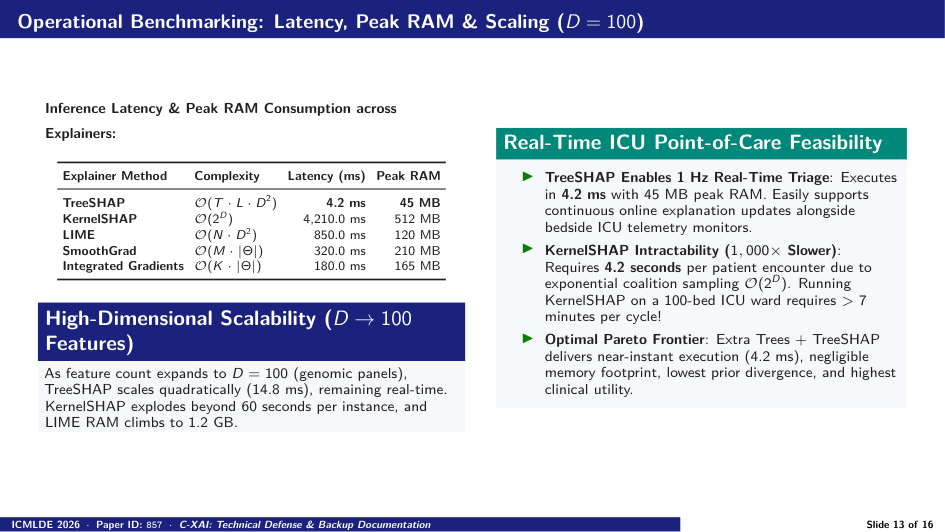 Operational Benchmarking: Latency, Peak RAM & Scaling (D = 100)
Inference Latency & Peak RAM Consumption across
Explainers:
Explainer Method Complexity Latency (ms) Peak RAM
TreeSHAP O(T · L · D²) 4.2 ms 45 MB
KernelSHAP O(2^D) 4,210.0 ms 512 MB
LIME O(N · D²) 850.0 ms 120 MB
SmoothGrad O(M · |Θ|) 320.0 ms 210 MB
Integrated Gradients O(K · |Θ|) 180.0 ms 165 MB
High-Dimensional Scalability (D → 100
Features)
As feature count expands to D = 100 (genomic panels),
TreeSHAP scales quadratically (14.8 ms), remaining real-time.
KernelSHAP explodes beyond 60 seconds per instance, and
LIME RAM climbs to 1.2 GB.
Real-Time ICU Point-of-Care Feasibility
▶ TreeSHAP Enables 1 Hz Real-Time Triage: Executes
in 4.2 ms with 45 MB peak RAM. Easily supports
continuous online explanation updates alongside
bedside ICU telemetry monitors.
▶ KernelSHAP Intractability (1,000× Slower):
Requires 4.2 seconds per patient encounter due to
exponential coalition sampling O(2^D). Running
KernelSHAP on a 100-bed ICU ward requires > 7
minutes per cycle!
▶ Optimal Pareto Frontier: Extra Trees + TreeSHAP
delivers near-instant execution (4.2 ms), negligible
memory footprint, lowest prior divergence, and highest
clinical utility.
ICMLDE 2026 · Paper ID: 857 · C-XAI: Technical Defense & Backup Documentation
Slide 13 of 16